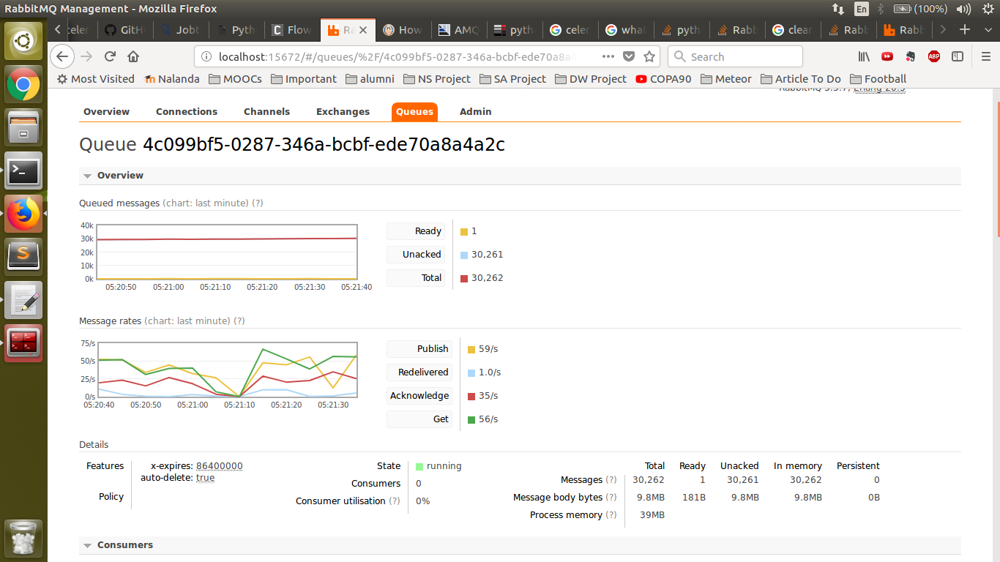 RabbitMQ Management - Mozilla Firefox
En
(100%)
celer
GitH
Jobt
Pyth
Flow
Ra
How
AMQ
pyth
celer
what
pyth
Rabb
clear
Rabb
Rabb
localhost:15672/#/queues/%2F/4c099bf5-0287-346a-bcbf-ede70a8a4
Search
ABP
Most Visited
Nalanda
MOOCs
Important
alumni
NS Project
SA Project
DW Project
COPA90
Meteor
Article To Do
Football
Overview
Connections
Channels
Exchanges
Queues
Admin
Queue 4c099bf5-0287-346a-bcbf-ede70a8a4a2c
Overview
Queued messages (chart: last minute) (?)
40k
30k
20k
10k
0k
05:20:50 05:21:00 05:21:10 05:21:20 05:21:30 05:21:40
Ready 1
Unacked 30,261
Total 30,262
Message rates (chart: last minute) (?)
75/s
50/s
25/s
0/s
05:20:40 05:20:50 05:21:00 05:21:10 05:21:20 05:21:30
Publish 59/s
Redelivered 1.0/s
Acknowledge 35/s
Get 56/s
Details
Features x-expires: 86400000
auto-delete: true
Policy
State running
Consumers 0
Consumer utilisation (?) 0%
Total Ready Unacked In memory Persistent
Messages (?) 30,262 1 30,261 30,262 0
Message body bytes (?) 9.8MB 181B 9.8MB 9.8MB 0B
Process memory (?) 39MB
Consumers